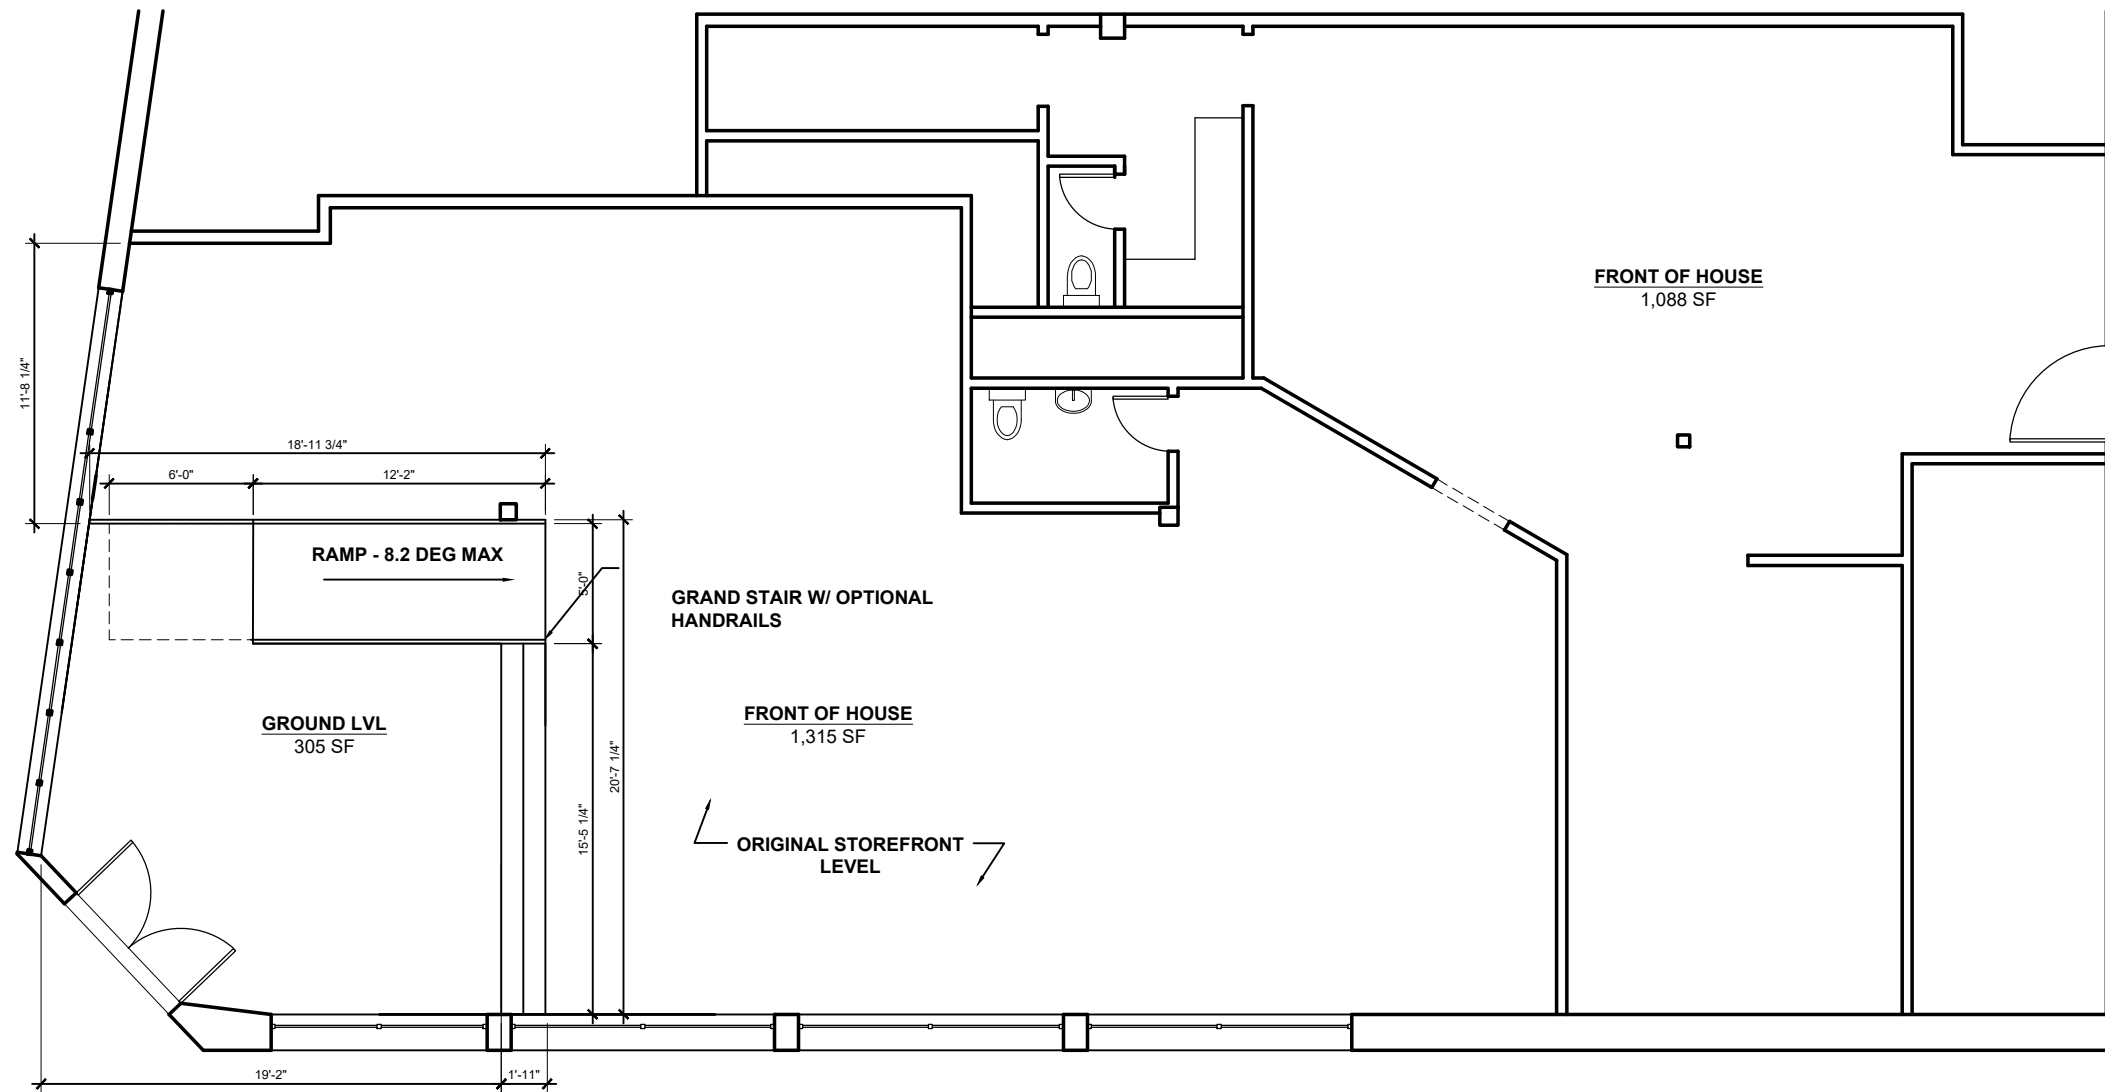 FRONT OF HOUSE
1,088 SF
11'-8 1/4"
18'-11 3/4"
6'-0"
12'-2"
RAMP - 8.2 DEG MAX
5'-0"
GRAND STAIR W/ OPTIONAL
HANDRAILS
GROUND LVL
305 SF
FRONT OF HOUSE
1,315 SF
20'-7 1/4"
15'-5 1/4"
ORIGINAL STOREFRONT
LEVEL
19'-2"
1'-11"